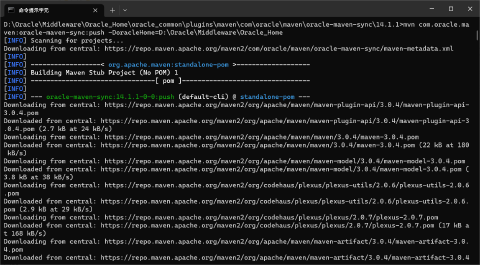 命令提示字元
D:\Oracle\Middleware\Oracle_Home\oracle_common\plugins\maven\com\oracle\maven\oracle-maven-sync\14.1.1>mvn com.oracle.ma
ven:oracle-maven-sync:push -DoracleHome=D:\Oracle\Middleware\Oracle_Home
[INFO] Scanning for projects...
Downloading from central: https://repo.maven.apache.org/maven2/com/oracle/maven/oracle-maven-sync/maven-metadata.xml
[INFO]
[INFO] ------------------< org.apache.maven:standalone-pom >-------------------
[INFO] Building Maven Stub Project (No POM) 1
[INFO] --------------------------------[ pom ]---------------------------------
[INFO]
[INFO] --- oracle-maven-sync:14.1.1-0-0:push (default-cli) @ standalone-pom ---
Downloading from central: https://repo.maven.apache.org/maven2/org/apache/maven/maven-plugin-api/3.0.4/maven-plugin-api-
3.0.4.pom
Downloaded from central: https://repo.maven.apache.org/maven2/org/apache/maven/maven-plugin-api/3.0.4/maven-plugin-api-3
.0.4.pom (2.7 kB at 24 kB/s)
Downloading from central: https://repo.maven.apache.org/maven2/org/apache/maven/maven/3.0.4/maven-3.0.4.pom
Downloaded from central: https://repo.maven.apache.org/maven2/org/apache/maven/maven/3.0.4/maven-3.0.4.pom (22 kB at 180
kB/s)
Downloading from central: https://repo.maven.apache.org/maven2/org/apache/maven/maven-model/3.0.4/maven-model-3.0.4.pom
Downloaded from central: https://repo.maven.apache.org/maven2/org/apache/maven/maven-model/3.0.4/maven-model-3.0.4.pom (
3.8 kB at 38 kB/s)
Downloading from central: https://repo.maven.apache.org/maven2/org/codehaus/plexus/plexus-utils/2.0.6/plexus-utils-2.0.6
.pom
Downloaded from central: https://repo.maven.apache.org/maven2/org/codehaus/plexus/plexus-utils/2.0.6/plexus-utils-2.0.6.
pom (2.9 kB at 29 kB/s)
Downloading from central: https://repo.maven.apache.org/maven2/org/codehaus/plexus/plexus/2.0.7/plexus-2.0.7.pom
Downloaded from central: https://repo.maven.apache.org/maven2/org/codehaus/plexus/plexus/2.0.7/plexus-2.0.7.pom (17 kB a
t 168 kB/s)
Downloading from central: https://repo.maven.apache.org/maven2/org/apache/maven/maven-artifact/3.0.4/maven-artifact-3.0.
4.pom
Downloaded from central: https://repo.maven.apache.org/maven2/org/apache/maven/maven-artifact/3.0.4/maven-artifact-3.0.4